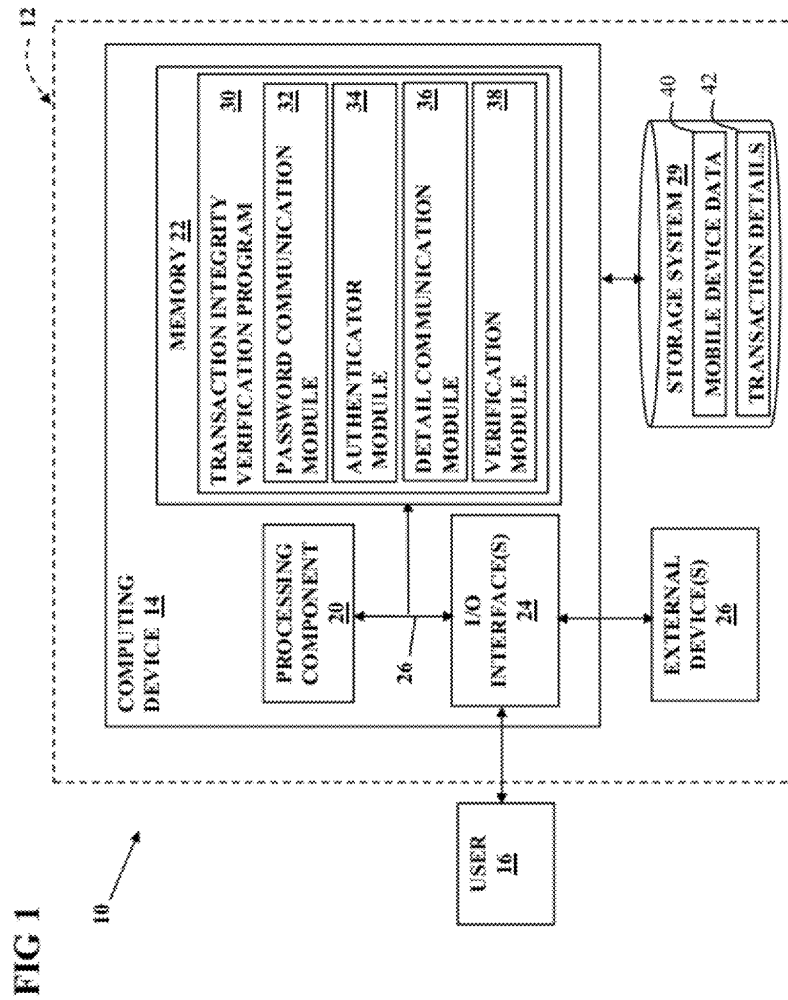 FIG 1
10
12
COMPUTING
DEVICE 14
MEMORY 22
TRANSACTION INTEGRITY
VERIFICATION PROGRAM
30
PASSWORD COMMUNICATION
MODULE
32
AUTHENTICATOR
MODULE
34
DETAIL COMMUNICATION
MODULE
36
VERIFICATION
MODULE
38
PROCESSING
COMPONENT
20
26
I/O
INTERFACE(S)
24
USER
16
EXTERNAL
DEVICE(S)
26
STORAGE SYSTEM 29
MOBILE DEVICE DATA
40
TRANSACTION DETAILS
42